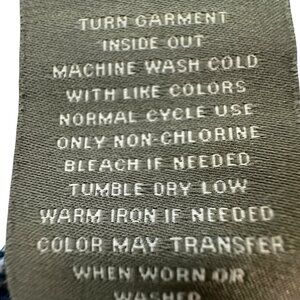 TURN GARMENT
INSIDE OUT
MACHINE WASH COLD
WITH LIKE COLORS
NORMAL CYCLE USE
ONLY NON-CHLORINE
BLEACH IF NEEDED
TUMBLE DRY LOW
WARM IRON IF NEEDED
COLOR MAY TRANSFER
WHEN WORN OR
WASHED